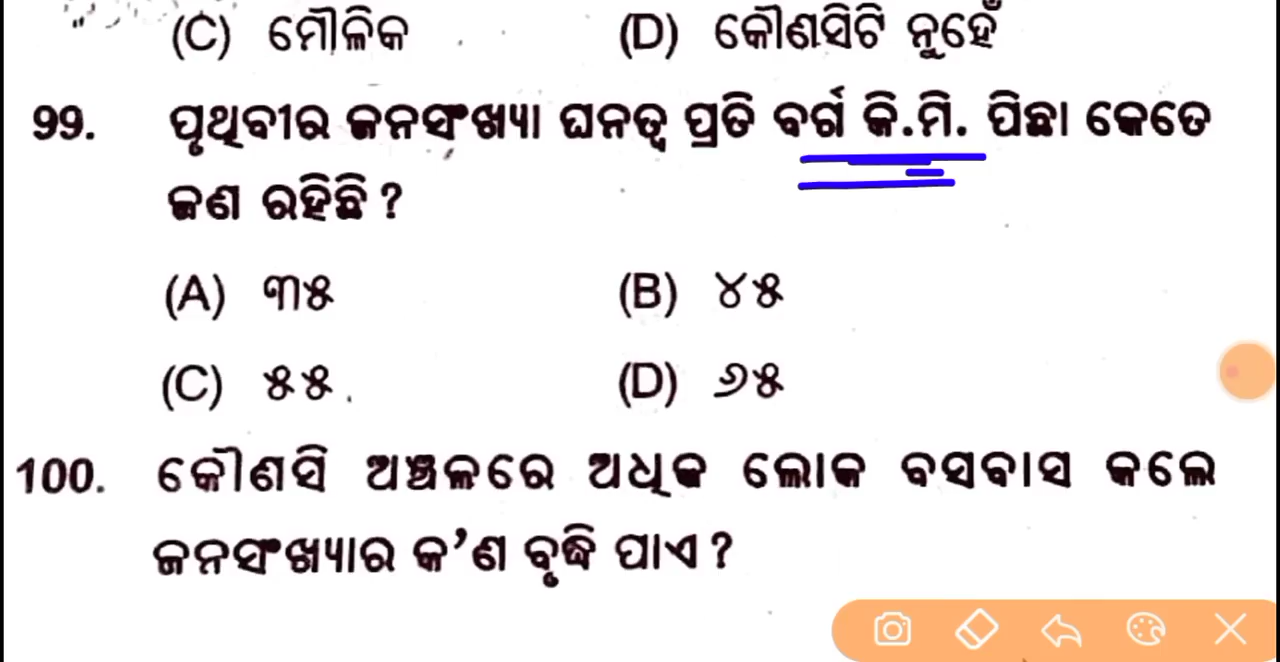 (C) ମୌଳିକ (D) କୌଣସିଟି ନୁହେଁ
99. ପୃଥିବୀର ଜନସଂଖ୍ୟା ଘନତ୍ୱ ପ୍ରତି ବର୍ଗ କି.ମି. ପିଛା କେତେ
ଜଣ ରହିଛି ?
(A) ୩୫ (B) ୪୫
(C) ୫୫ (D) ୬୫
100. କୌଣସି ଅଞ୍ଚଳରେ ଅଧିକ ଲୋକ ବସବାସ କଲେ
ଜନସଂଖ୍ୟାର କ'ଣ ବୃଦ୍ଧି ପାଏ ?